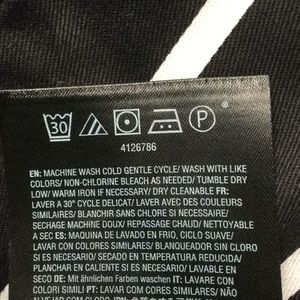 30 P
4126786
EN: MACHINE WASH COLD GENTLE CYCLE/ WASH WITH LIKE
COLORS/ NON-CHLORINE BLEACH AS NEEDED/ TUMBLE DRY
LOW/ WARM IRON IF NECESSARY/ DRY CLEANABLE FR:
LAVER A 30° CYCLE DELICAT/ LAVER AVEC DES COULEURS
SIMILAIRES/ BLANCHIR SANS CHLORE SI NECESSAIRE/
SECHAGE MACHINE DOUX/ REPASSAGE CHAUD/ NETTOYABLE
A SEC ES: MAQUINA DE LAVADO EN FRIO, CICLO SUAVE/
LAVAR CON COLORES SIMILARES/ BLANQUEADOR SIN CLORO
SI ES NECESARIO/ SECADO EN TEMPERATURA REDUCIDA/
PLANCHAR EN CALIENTE SI ES NECESARIO/ LAVABLE EN
SECO DE: Mit ähnlichen Farben waschen IT: LAVARE CON
COLORI SIMILI PT: LAVAR COM CORES SIMILARES/ NÃO